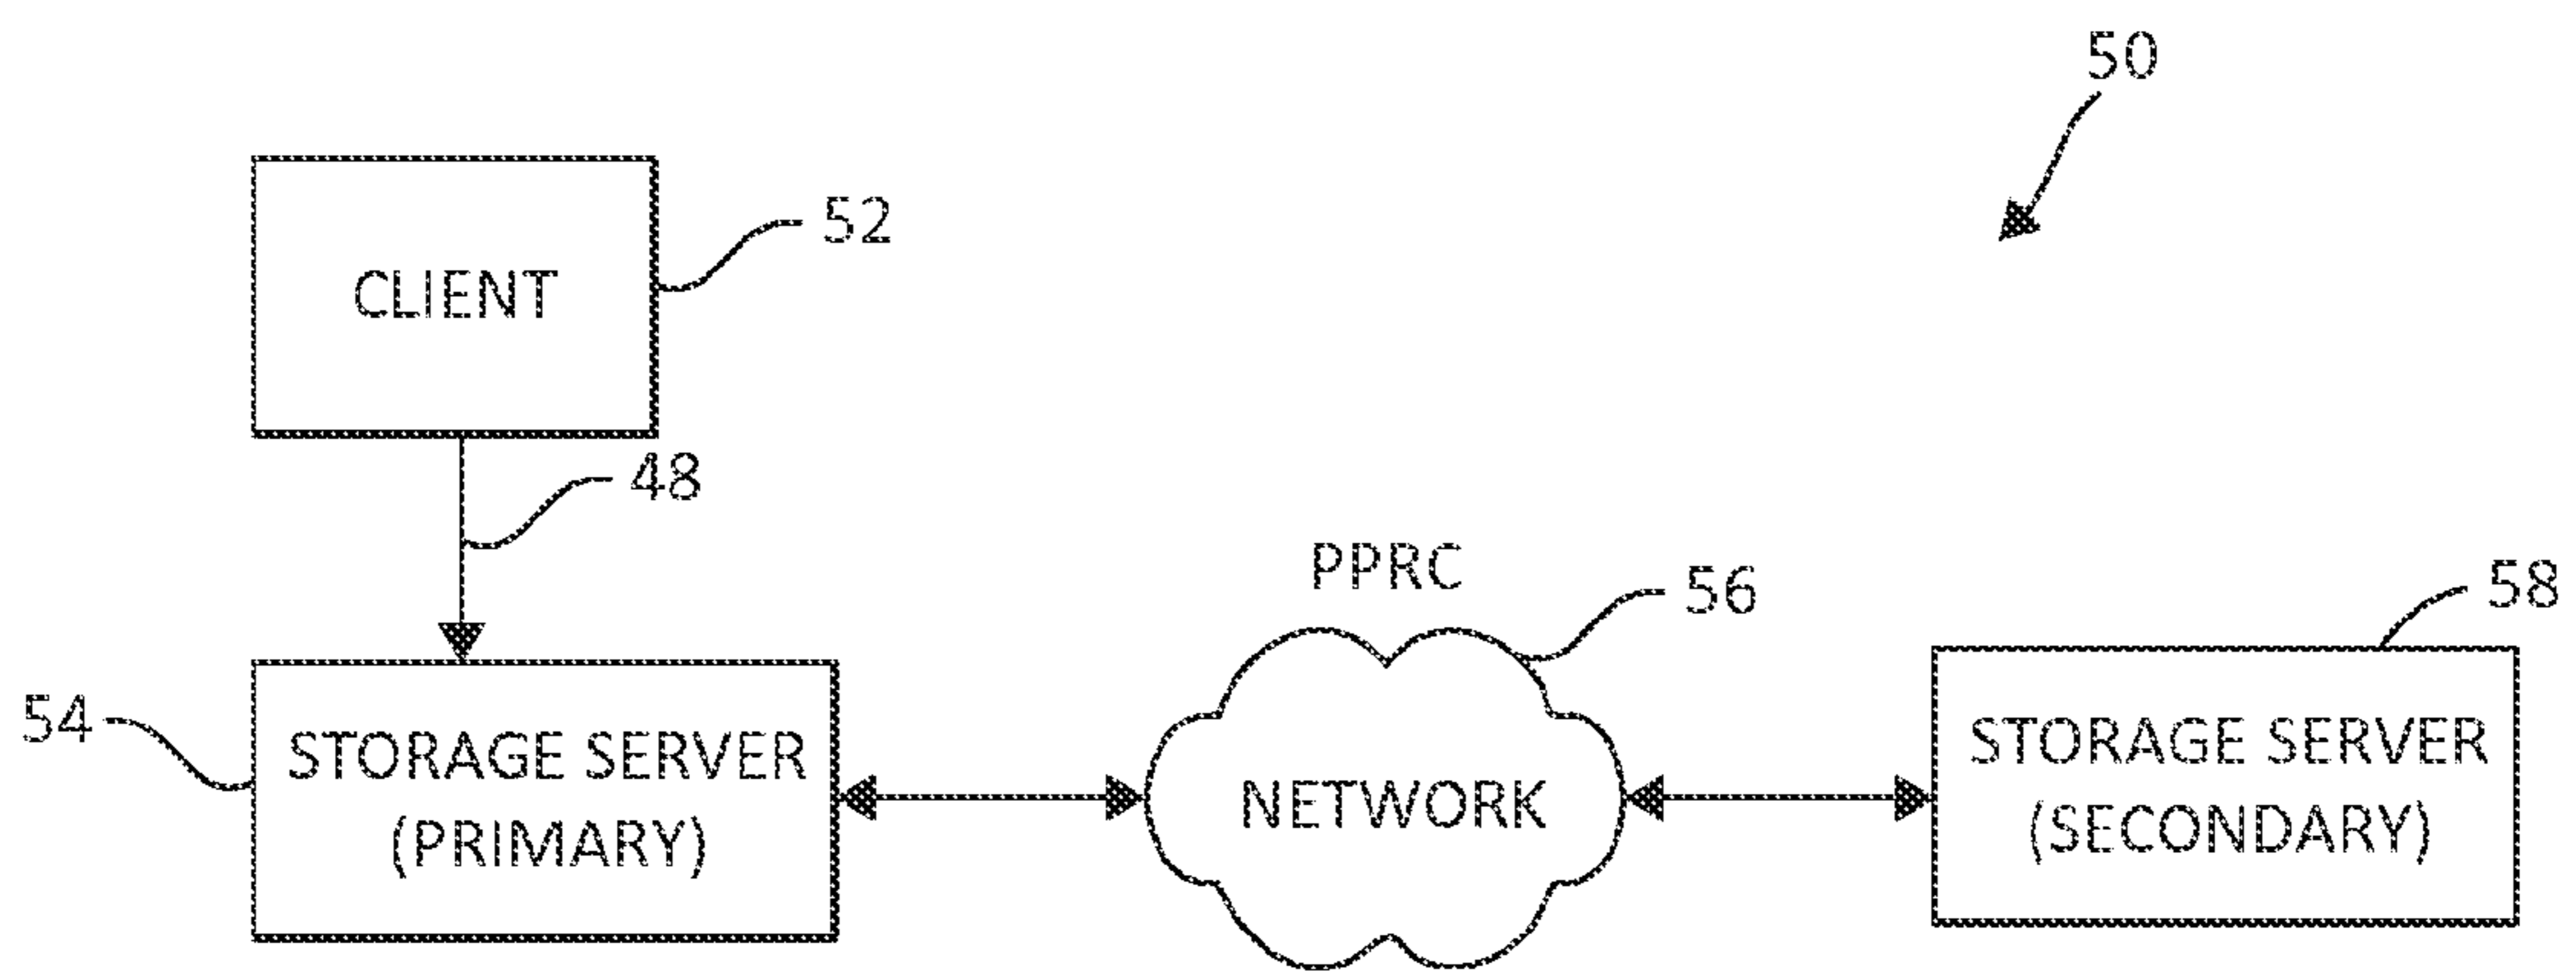 50
52
CLIENT
48
PPRC
56
58
54
STORAGE SERVER
(PRIMARY)
NETWORK
STORAGE SERVER
(SECONDARY)